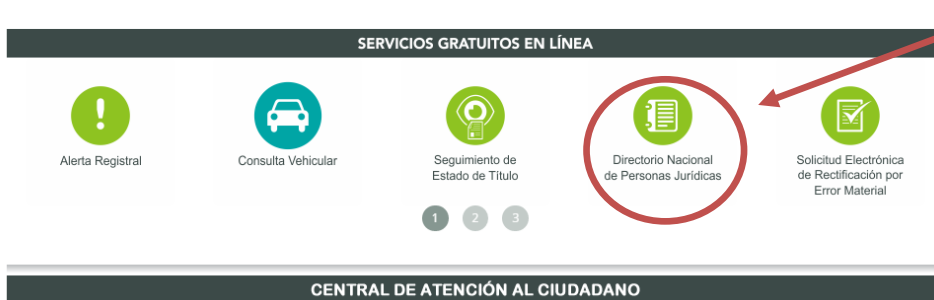 SERVICIOS GRATUITOS EN LÍNEA
Alerta Registral
Consulta Vehicular
Seguimiento de
Estado de Título
Directorio Nacional
de Personas Jurídicas
Solicitud Electrónica
de Rectificación por
Error Material
1 2 3
CENTRAL DE ATENCIÓN AL CIUDADANO